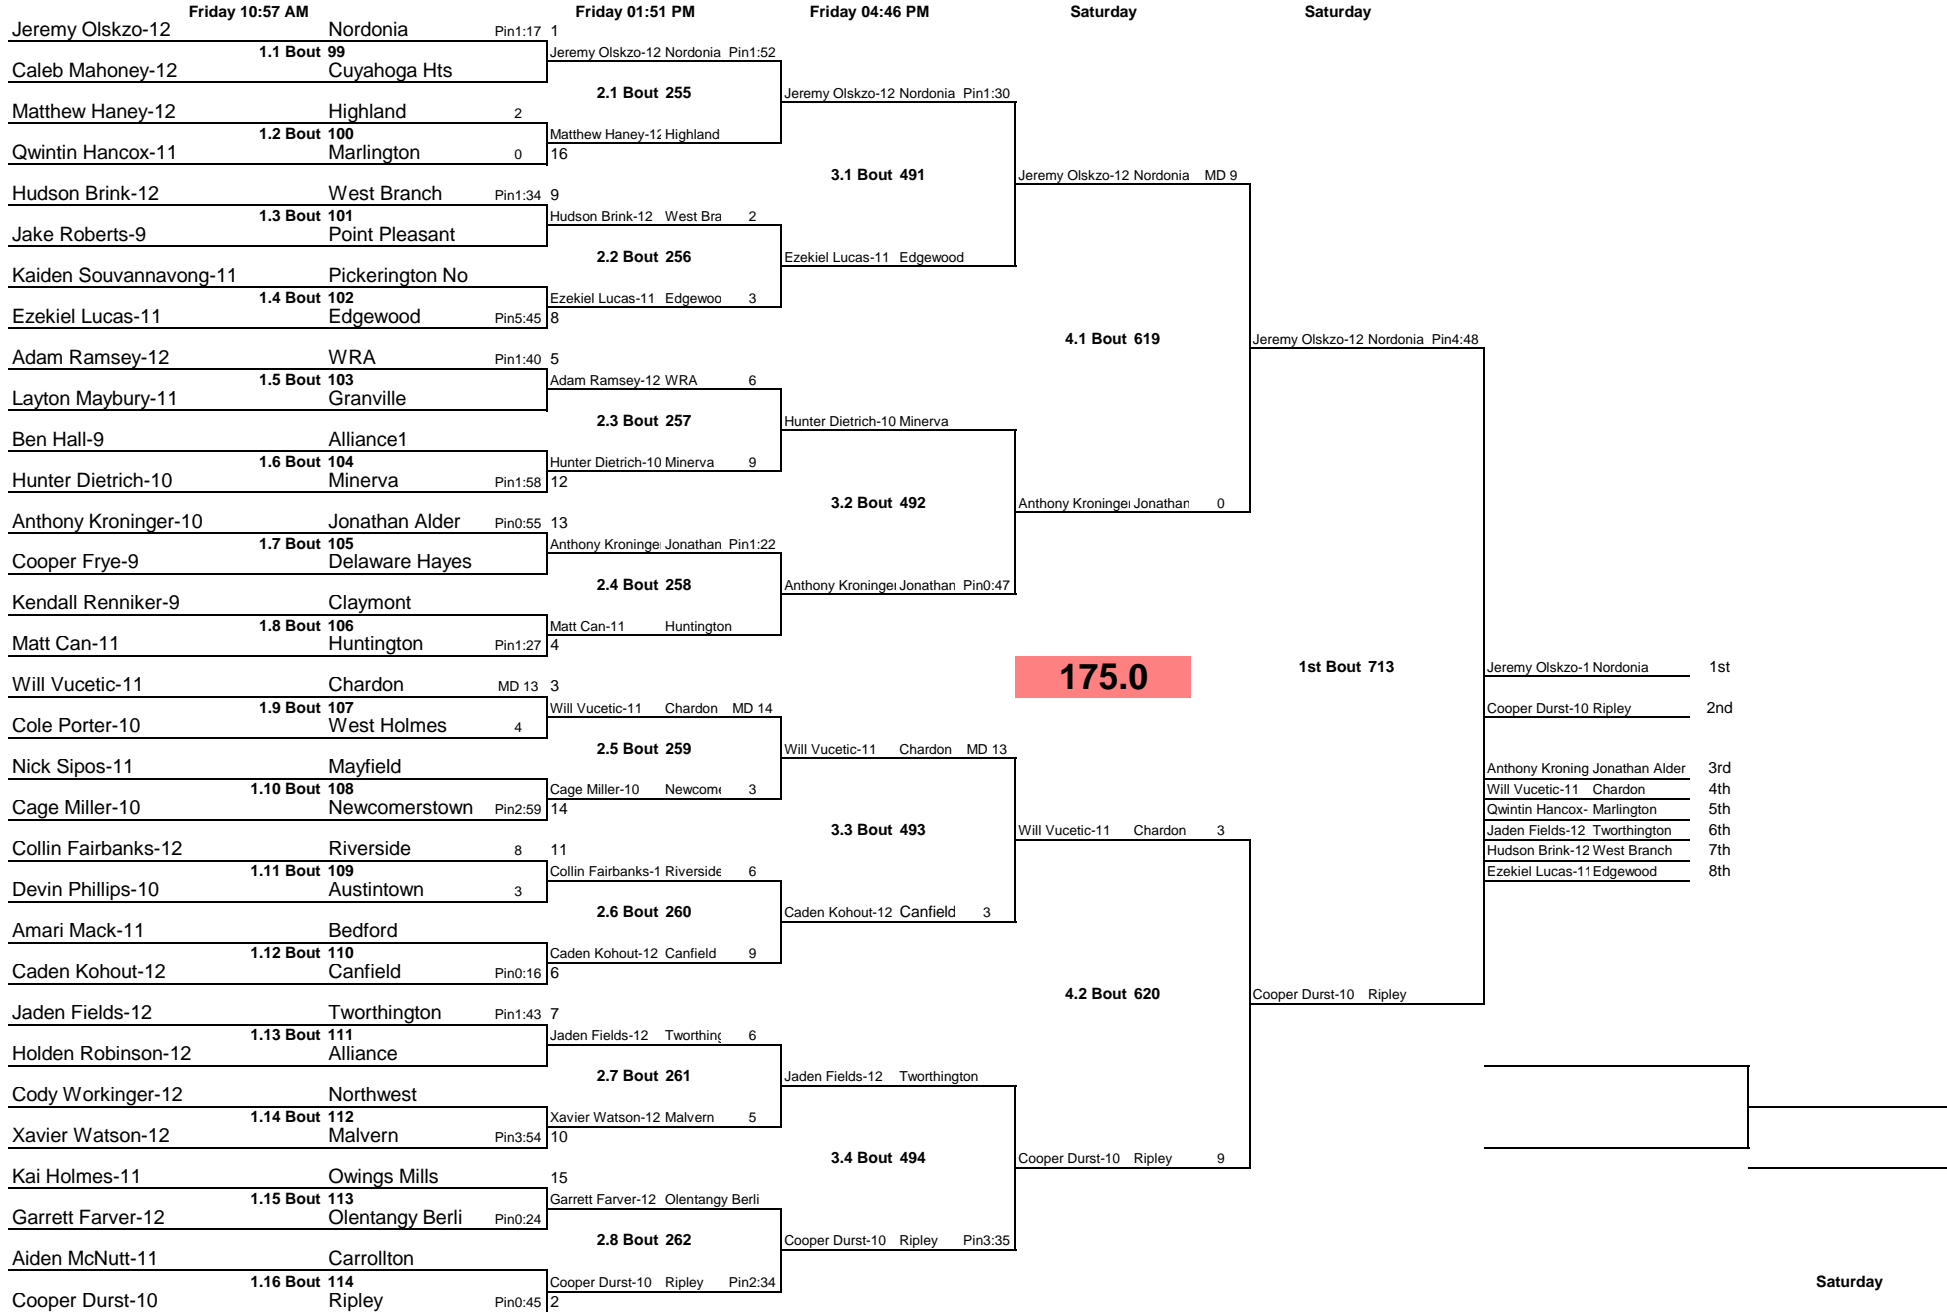 Friday 10:57 AM Friday 01:51 PM Friday 04:46 PM Saturday Saturday
Jeremy Olskzo-12 Nordonia Pin1:17 1
1.1 Bout 99 Jeremy Olskzo-12 Nordonia Pin1:52
Caleb Mahoney-12 Cuyahoga Hts
2.1 Bout 255 Jeremy Olskzo-12 Nordonia Pin1:30
Matthew Haney-12 Highland 2
1.2 Bout 100 Matthew Haney-12 Highland
Qwintin Hancox-11 Marlington 0 16
3.1 Bout 491 Jeremy Olskzo-12 Nordonia MD 9
Hudson Brink-12 West Branch Pin1:34 9
1.3 Bout 101 Hudson Brink-12 West Bra 2
Jake Roberts-9 Point Pleasant
2.2 Bout 256 Ezekiel Lucas-11 Edgewood
Kaiden Souvannavong-11 Pickerington No
1.4 Bout 102 Ezekiel Lucas-11 Edgewoo 3
Ezekiel Lucas-11 Edgewood Pin5:45 8
4.1 Bout 619 Jeremy Olskzo-12 Nordonia Pin4:48
Adam Ramsey-12 WRA Pin1:40 5
1.5 Bout 103 Adam Ramsey-12 WRA 6
Layton Maybury-11 Granville
2.3 Bout 257 Hunter Dietrich-10 Minerva
Ben Hall-9 Alliance1
1.6 Bout 104 Hunter Dietrich-10 Minerva 9
Hunter Dietrich-10 Minerva Pin1:58 12
3.2 Bout 492 Anthony Kroninger Jonathan 0
Anthony Kroninger-10 Jonathan Alder Pin0:55 13
1.7 Bout 105 Anthony Kroninge Jonathan Pin1:22
Cooper Frye-9 Delaware Hayes
2.4 Bout 258 Anthony Kroninger Jonathan Pin0:47
Kendall Renniker-9 Claymont
1.8 Bout 106 Matt Can-11 Huntington
Matt Can-11 Huntington Pin1:27 4
175.0 1st Bout 713 Jeremy Olskzo-1 Nordonia 1st
Will Vucetic-11 Chardon MD 13 3
1.9 Bout 107 Will Vucetic-11 Chardon MD 14 Cooper Durst-10 Ripley 2nd
Cole Porter-10 West Holmes 4
2.5 Bout 259 Will Vucetic-11 Chardon MD 13
Nick Sipos-11 Mayfield Anthony Kroning Jonathan Alder 3rd
1.10 Bout 108 Cage Miller-10 Newcom 3 Will Vucetic-11 Chardon 4th
Cage Miller-10 Newcomerstown Pin2:59 14 Qwintin Hancox- Marlington 5th
3.3 Bout 493 Will Vucetic-11 Chardon 3 Jaden Fields-12 Tworthington 6th
Collin Fairbanks-12 Riverside 8 11 Hudson Brink-12 West Branch 7th
1.11 Bout 109 Collin Fairbanks-1 Riverside 6 Ezekiel Lucas-11 Edgewood 8th
Devin Phillips-10 Austintown 3
2.6 Bout 260 Caden Kohout-12 Canfield 3
Amari Mack-11 Bedford
1.12 Bout 110 Caden Kohout-12 Canfield 9
Caden Kohout-12 Canfield Pin0:16 6
4.2 Bout 620 Cooper Durst-10 Ripley
Jaden Fields-12 Tworthington Pin1:43 7
1.13 Bout 111 Jaden Fields-12 Tworthing 6
Holden Robinson-12 Alliance
2.7 Bout 261 Jaden Fields-12 Tworthington
Cody Workinger-12 Northwest
1.14 Bout 112 Xavier Watson-12 Malvern 5
Xavier Watson-12 Malvern Pin3:54 10
3.4 Bout 494 Cooper Durst-10 Ripley 9
Kai Holmes-11 Owings Mills 15
1.15 Bout 113 Garrett Farver-12 Olentangy Berli
Garrett Farver-12 Olentangy Berli Pin0:24
2.8 Bout 262 Cooper Durst-10 Ripley Pin3:35
Aiden McNutt-11 Carrollton
1.16 Bout 114 Cooper Durst-10 Ripley Pin2:34 Saturday
Cooper Durst-10 Ripley Pin0:45 2